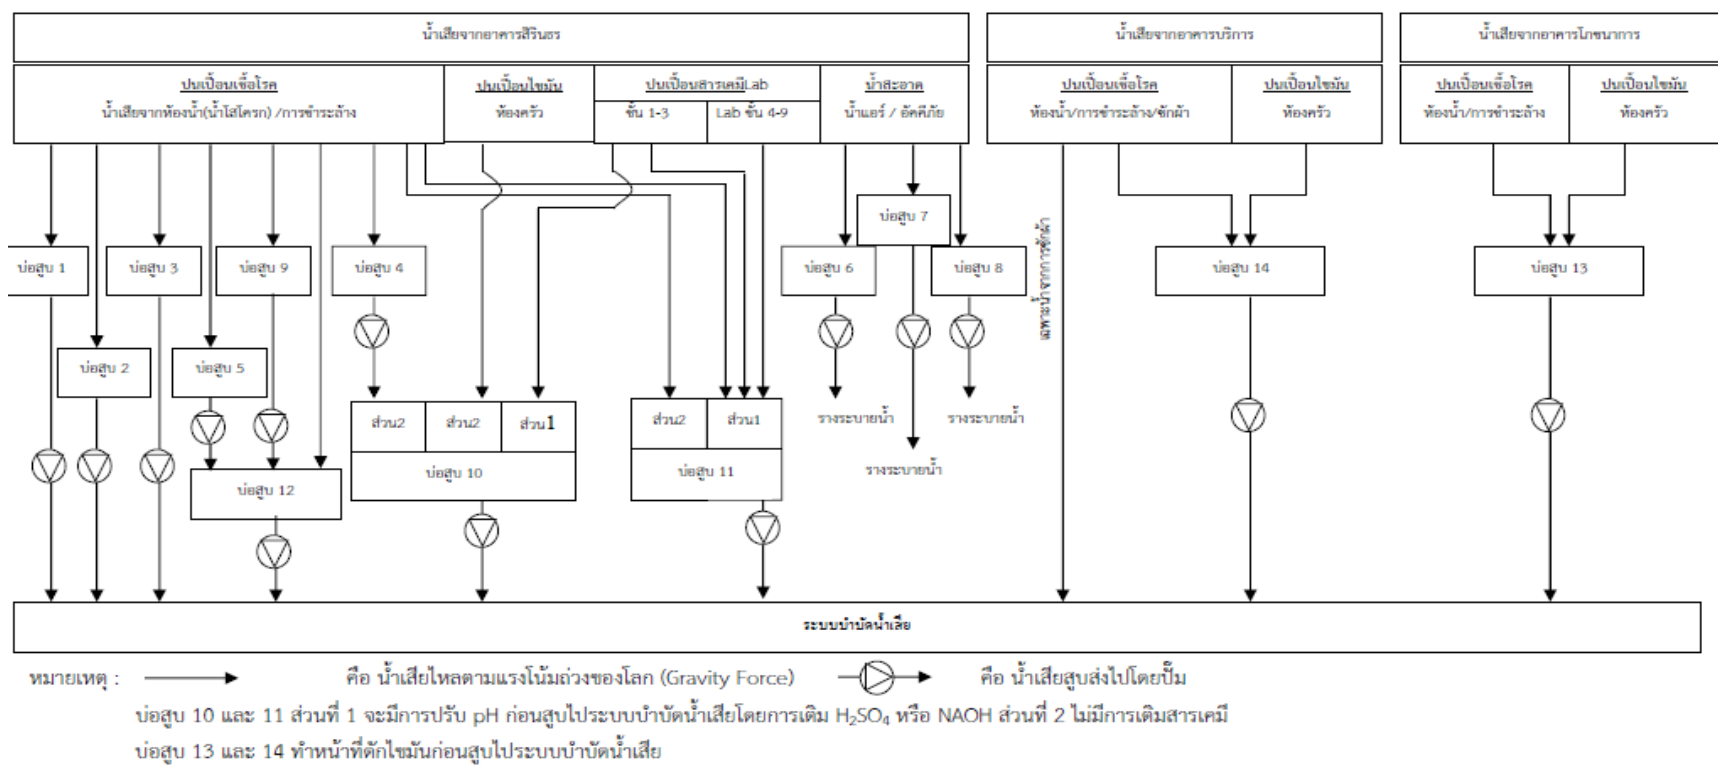 น้ำเสียจากอาคารสิรินธร
น้ำเสียจากอาคารบริการ
น้ำเสียจากอาคารโภชนาการ
ปนเปื้อนเชื้อโรค
น้ำเสียจากห้องน้ำ(น้ำโสโครก) /การชำระล้าง
ปนเปื้อนไขมัน
ห้องครัว
ปนเปื้อนสารเคมีLab
ชั้น 1-3
Lab ชั้น 4-9
น้ำสะอาด
น้ำแอร์ / อัคคีภัย
ปนเปื้อนเชื้อโรค
ห้องน้ำ/การชำระล้าง/ซักผ้า
ปนเปื้อนไขมัน
ห้องครัว
ปนเปื้อนเชื้อโรค
ห้องน้ำ/การชำระล้าง
ปนเปื้อนไขมัน
ห้องครัว
บ่อสูบ 7
เฉพาะน้ำจากการซักผ้า
บ่อสูบ 1
บ่อสูบ 3
บ่อสูบ 9
บ่อสูบ 4
บ่อสูบ 6
บ่อสูบ 8
บ่อสูบ 14
บ่อสูบ 13
บ่อสูบ 2
บ่อสูบ 5
ส่วน2
ส่วน2
ส่วน1
ส่วน2
ส่วน1
รางระบายน้ำ
รางระบายน้ำ
บ่อสูบ 10
บ่อสูบ 11
รางระบายน้ำ
บ่อสูบ 12
ระบบบำบัดน้ำเสีย
หมายเหตุ : คือ น้ำเสียไหลตามแรงโน้มถ่วงของโลก (Gravity Force) คือ น้ำเสียสูบส่งไปโดยปั๊ม
บ่อสูบ 10 และ 11 ส่วนที่ 1 จะมีการปรับ pH ก่อนสูบไประบบบำบัดน้ำเสียโดยการเติม H₂SO₄ หรือ NAOH ส่วนที่ 2 ไม่มีการเติมสารเคมี
บ่อสูบ 13 และ 14 ทำหน้าที่ดักไขมันก่อนสูบไประบบบำบัดน้ำเสีย